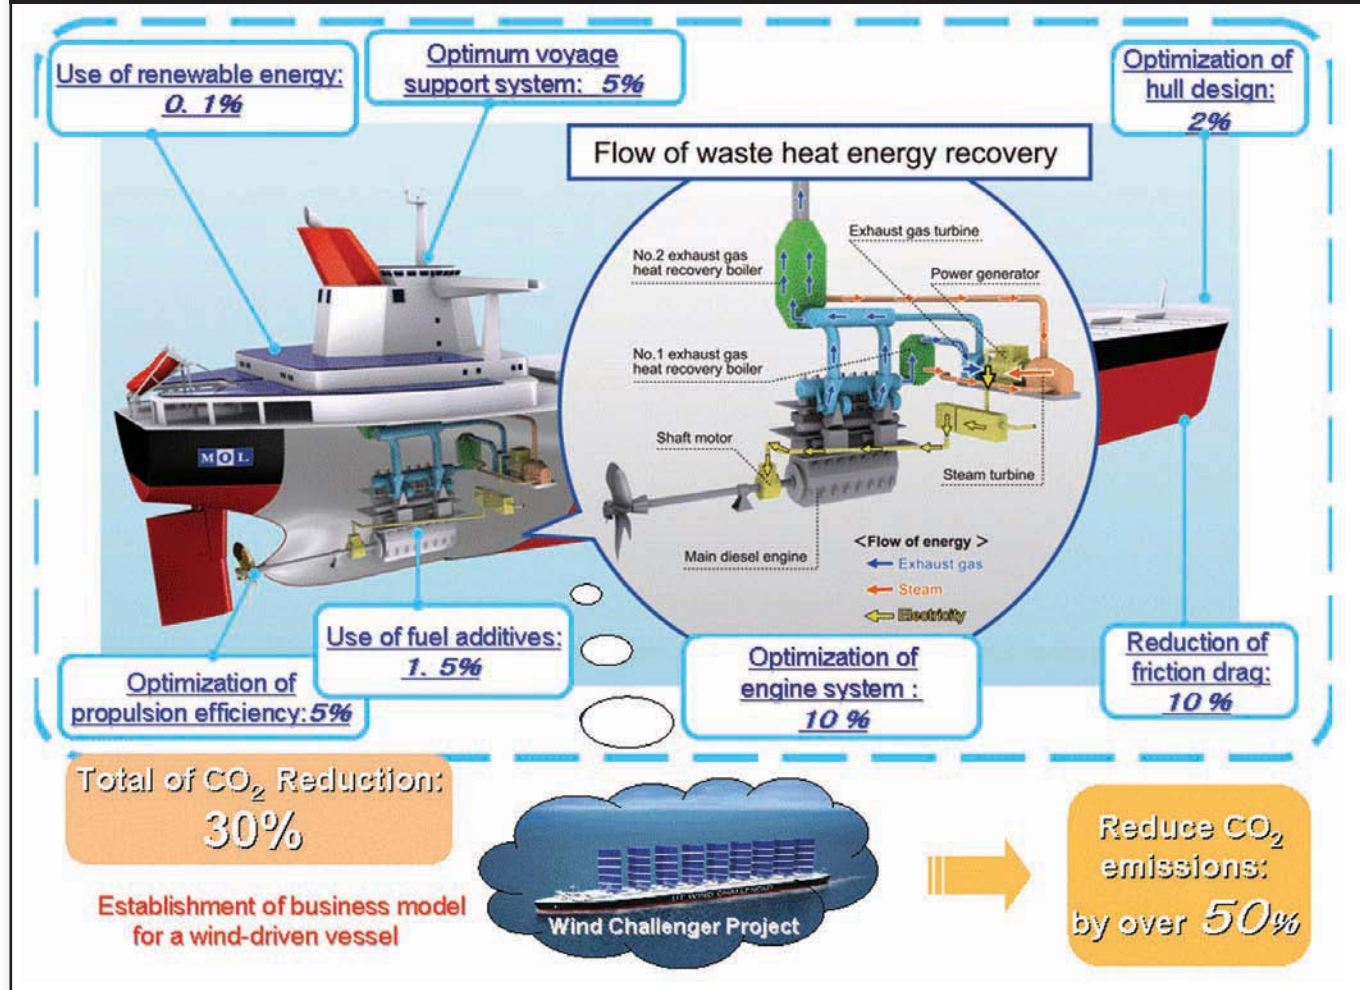 Use of renewable energy:
0. 1%
Optimum voyage
support system: 5%
Optimization of
hull design:
2%
Flow of waste heat energy recovery
No.2 exhaust gas
heat recovery boiler
Exhaust gas turbine
Power generator
No.1 exhaust gas
heat recovery boiler
Shaft motor
Steam turbine
Main diesel engine
<Flow of energy >
Exhaust gas
Steam
Electricity
MOL
Use of fuel additives:
1. 5%
Optimization of
propulsion efficiency:5%
Optimization of
engine system :
10 %
Reduction of
friction drag:
10 %
Total of CO₂ Reduction:
30%
Establishment of business model
for a wind-driven vessel
UT WIND CHALLENGER
Wind Challenger Project
Reduce CO₂
emissions:
by over 50%